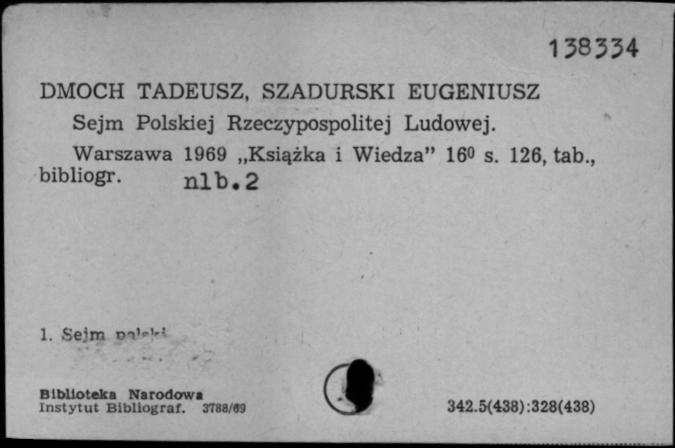 138334
DMOCH TADEUSZ, SZADURSKI EUGENIUSZ
Sejm Polskiej Rzeczypospolitej Ludowej.
Warszawa 1969 „Książka i Wiedza” 16⁰ s. 126, tab.,
bibliogr. nlb.2
1. Sejm polski
Biblioteka Narodowa
Instytut Bibliograf. 3788/69
342.5(438):328(438)